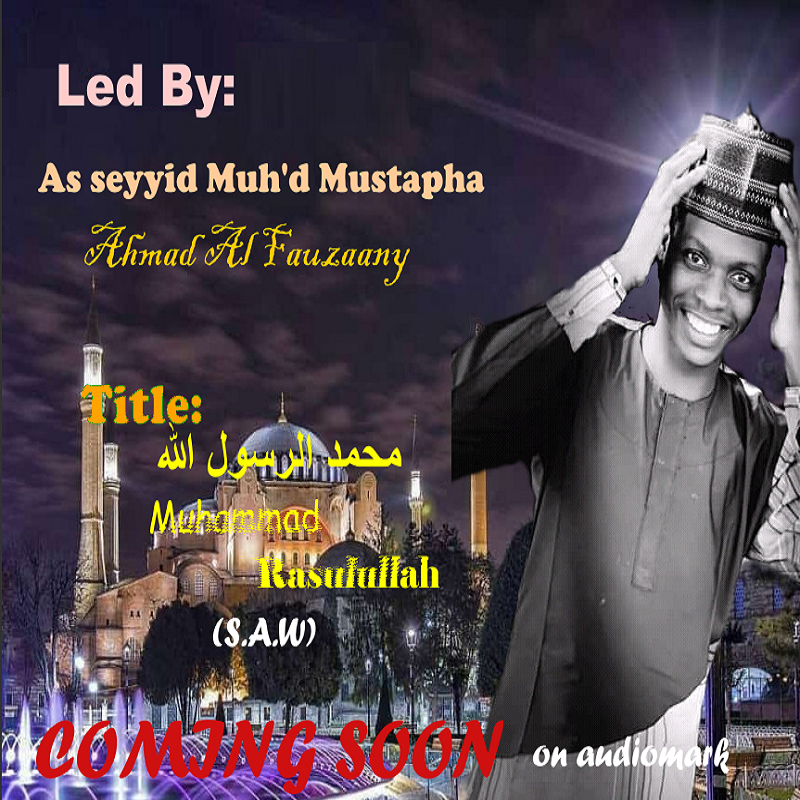 Led By:
As seyyid Muh'd Mustapha
Ahmad Al Fauzaany
Title:
محمد الرسول الله
Muhammad
Rasulullah
(S.A.W)
COMING SOON
on audiomark